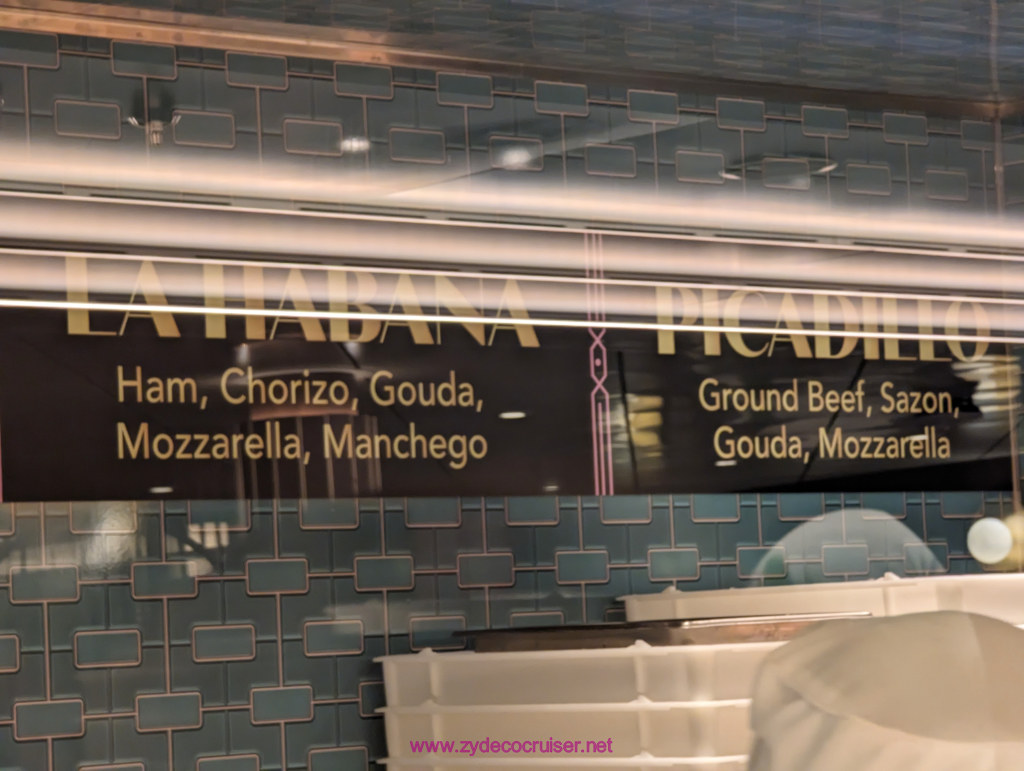 LA HABANA
Ham, Chorizo, Gouda,
Mozzarella, Manchego
PICADILLO
Ground Beef, Sazon,
Gouda, Mozzarella
www.zydecocruiser.net